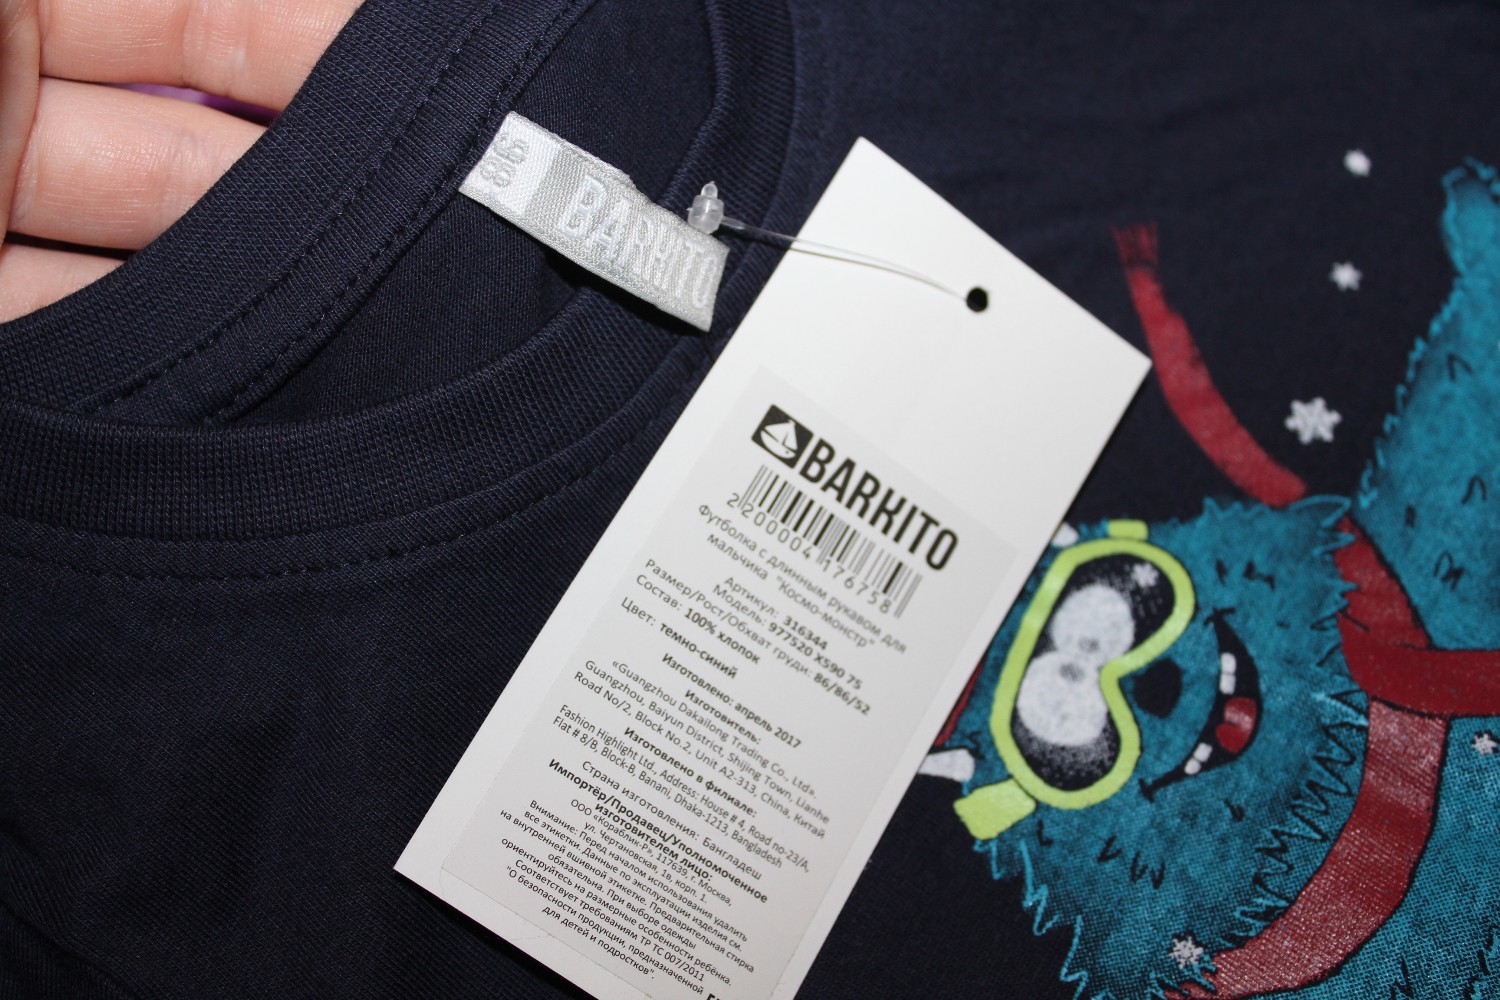 86
BARKITO
BARKITO
2 200004 176758
Футболка с длинным рукавом для
мальчика "Космо-монстр"
Артикул: 316344
Модель: 977520 XS90 75
Размер/Рост/Обхват груди: 86/86/52
Состав: 100% хлопок
Цвет: темно-синий
Изготовлено: апрель 2017
Изготовитель:
«Guangzhou Dakailong Trading Co., Ltd».
Guangzhou, Baiyun District, Shijing Town, Lianhe
Road No/2, Block No.2, Unit A2-313, China, Китай
Изготовлено в филиале:
Fashion Highlight Ltd., Address: House # 4, Road no-23/A,
Flat # 8/B, Block-B, Banani, Dhaka-1213, Bangladesh
Страна изготовления: Бангладеш
Импортёр/Продавец/Уполномоченное
изготовителем лицо:
ООО «Кораблик-Р», 117639, г. Москва,
ул. Чертановская, 1в, корп. 1.
Внимание: Перед началом использования удалить
все этикетки. Данные по эксплуатации изделия см.
на внутренней вшивной этикетке. Предварительная стирка
обязательна. При выборе одежды
ориентируйтесь на размерные особенности ребёнка.
Соответствует требованиям ТР ТС 007/2011
"О безопасности продукции, предназначенной
для детей и подростков".